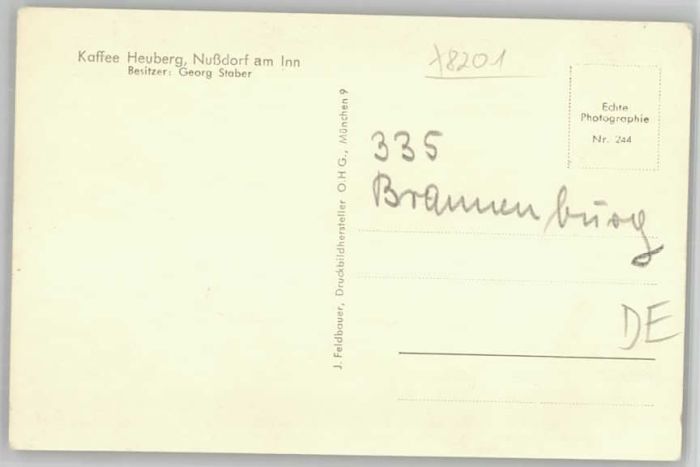 Kaffee Heuberg, Nußdorf am Inn
Besitzer: Georg Staber
x8201
Echte
Photographie
Nr. 244
J. Feldbauer, Druckbildhersteller O.H G., München 9
335
Brannenburg
DE